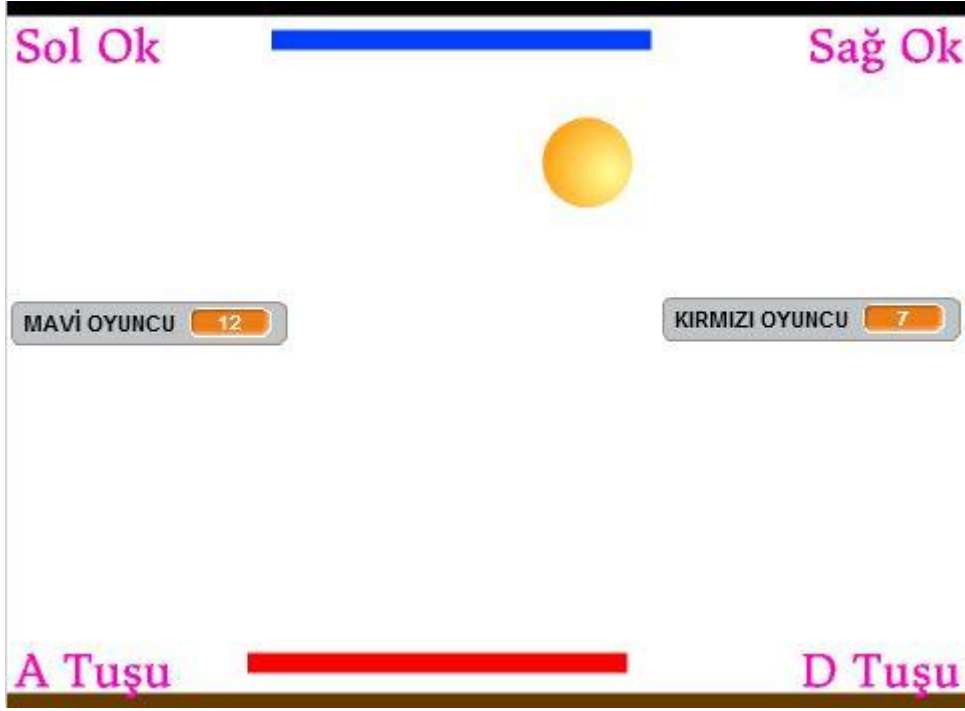 Sol Ok
Sağ Ok
MAVİ OYUNCU 12
KIRMIZI OYUNCU 7
A Tuşu
D Tuşu